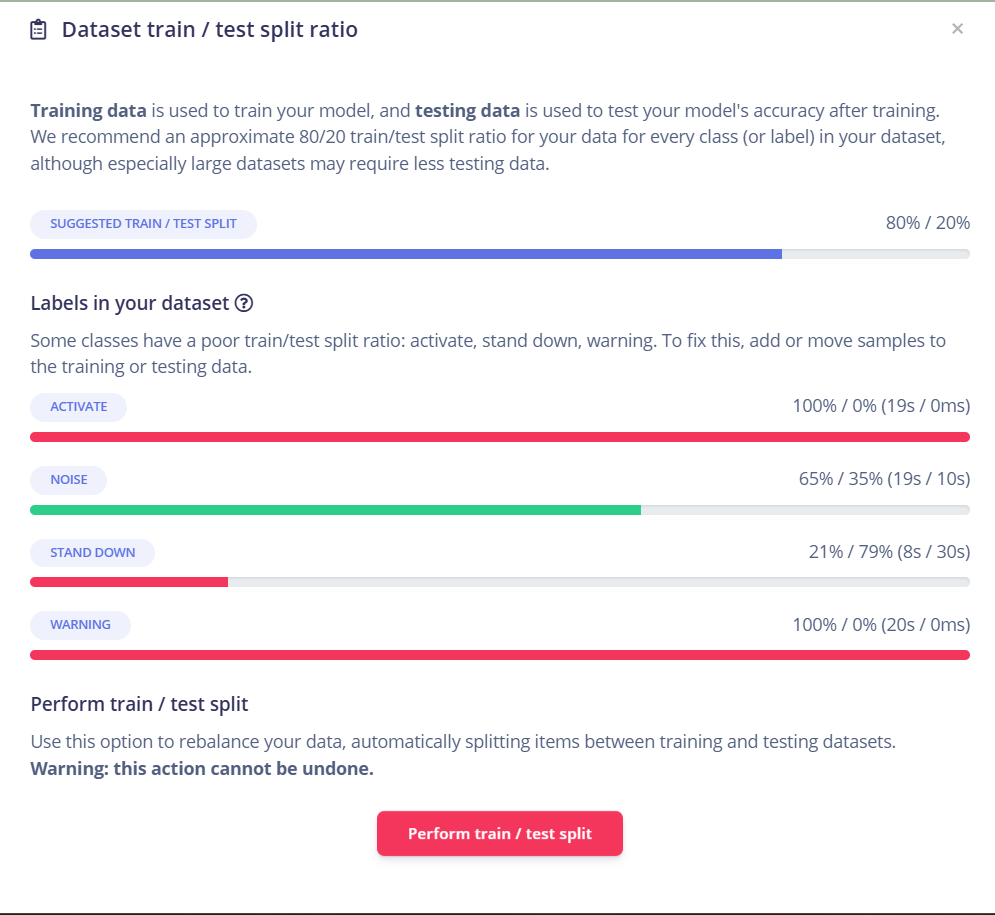 Dataset train / test split ratio
×
Training data is used to train your model, and testing data is used to test your model's accuracy after training.
We recommend an approximate 80/20 train/test split ratio for your data for every class (or label) in your dataset,
although especially large datasets may require less testing data.
SUGGESTED TRAIN / TEST SPLIT 80% / 20%
Labels in your dataset ?
Some classes have a poor train/test split ratio: activate, stand down, warning. To fix this, add or move samples to
the training or testing data.
ACTIVATE 100% / 0% (19s / 0ms)
NOISE 65% / 35% (19s / 10s)
STAND DOWN 21% / 79% (8s / 30s)
WARNING 100% / 0% (20s / 0ms)
Perform train / test split
Use this option to rebalance your data, automatically splitting items between training and testing datasets.
Warning: this action cannot be undone.
Perform train / test split